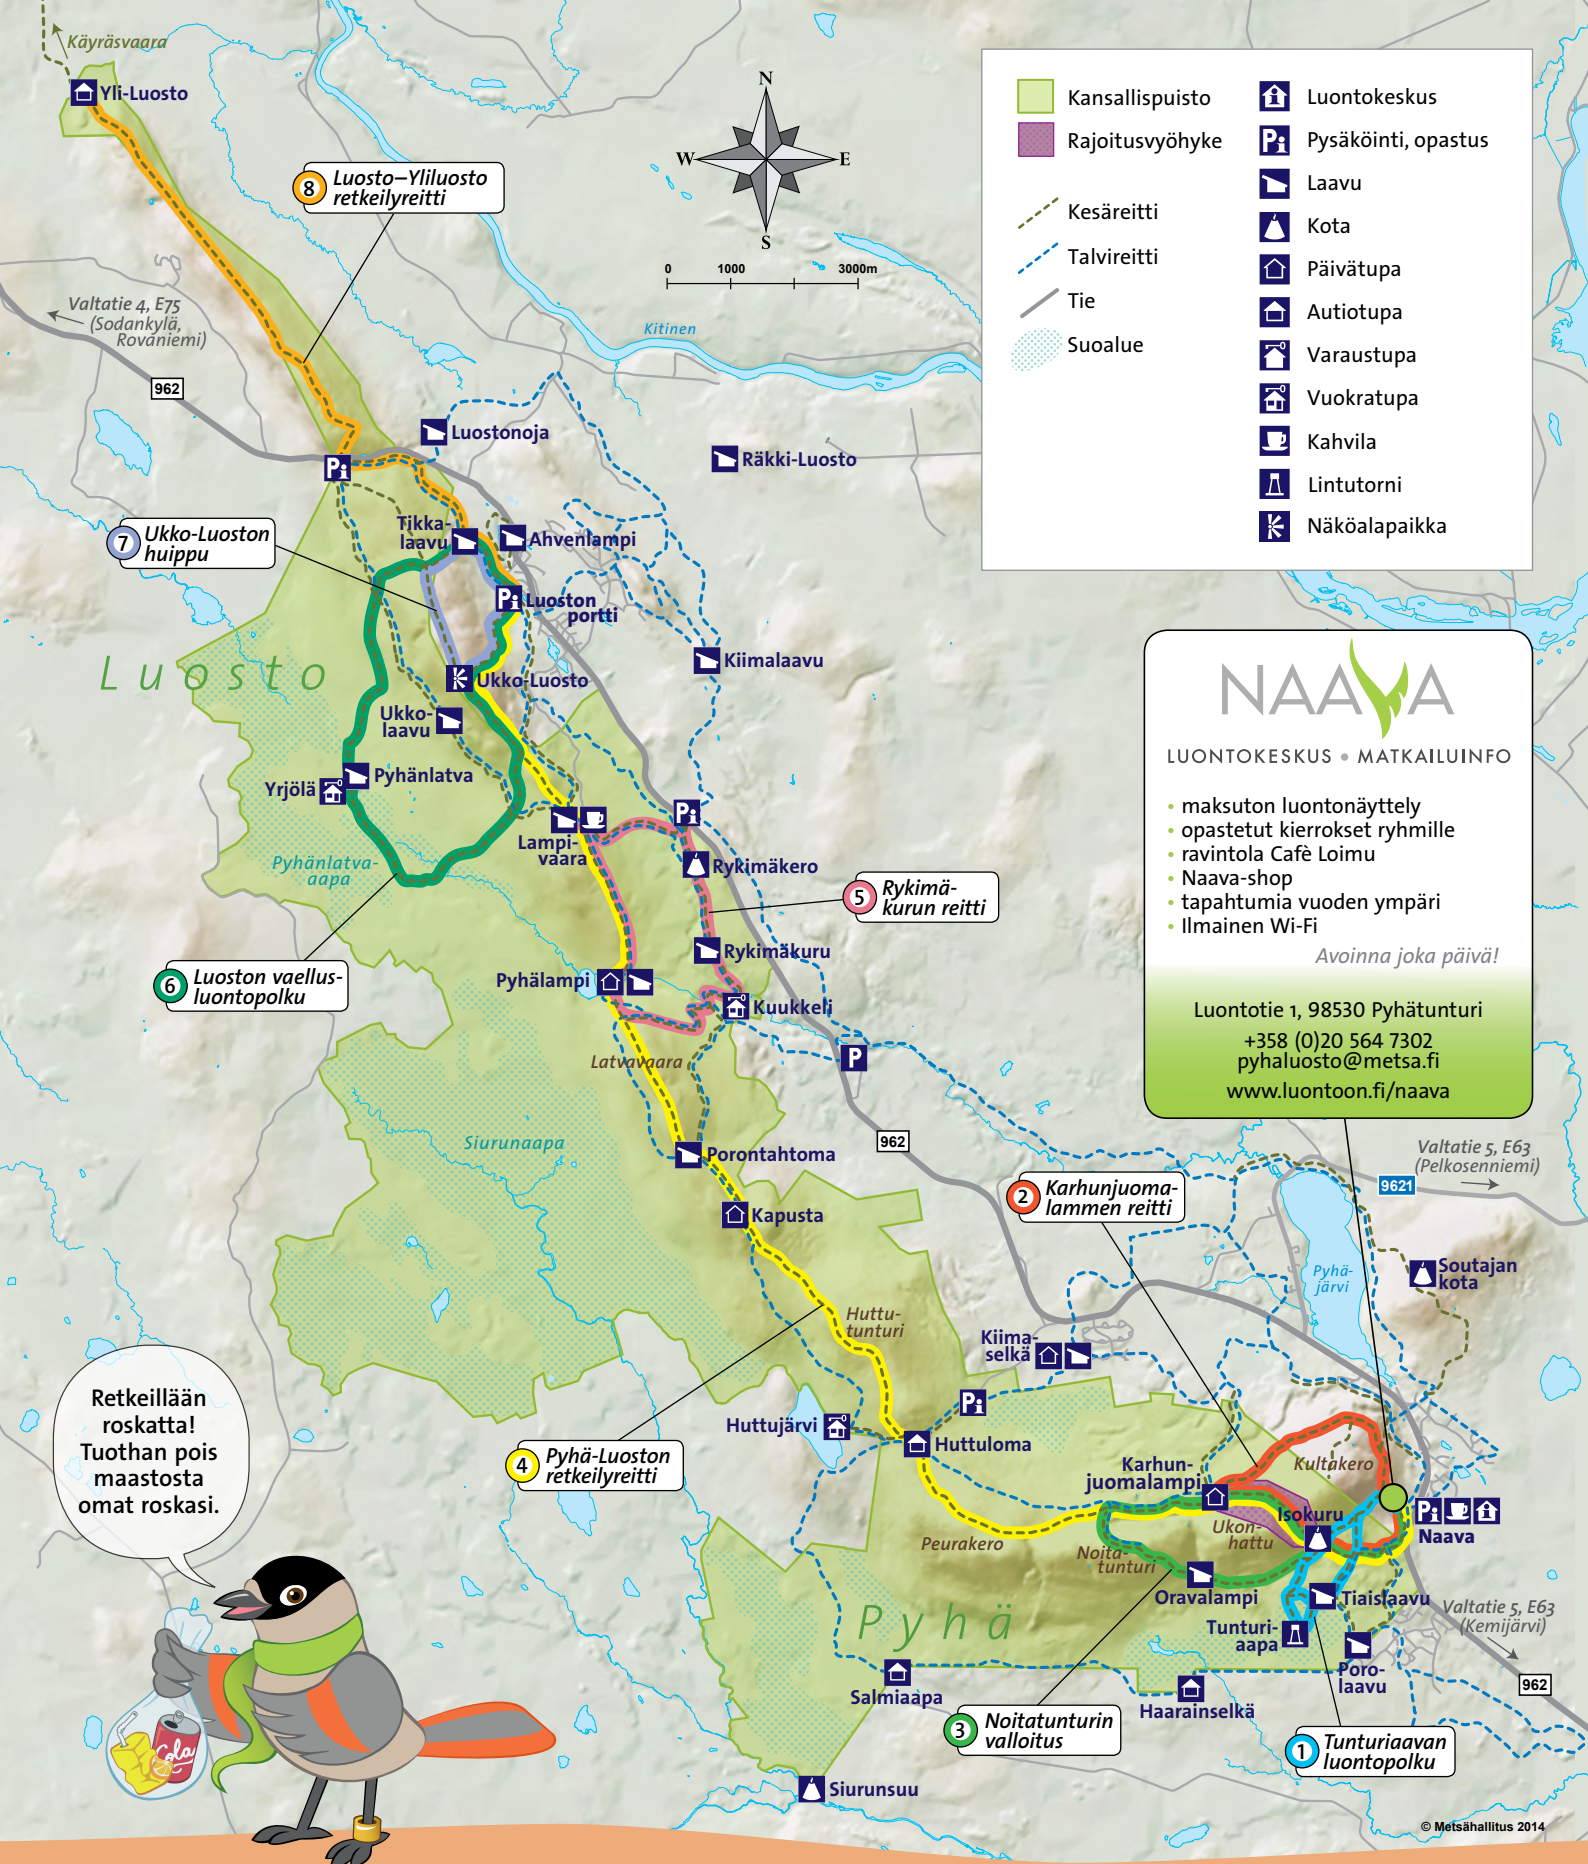 Käyräsvaara
Yli-Luosto
8
Luosto–Yliluosto
retkeilyreitti
Valtatie 4, E75
(Sodankylä,
Rovaniemi)
962
N
W
E
S
0
1000
3000m
Kitinen
Kansallispuisto
Rajoitusvyöhyke
Kesäreitti
Talvireitti
Tie
Suoalue
Luontokeskus
Pysäköinti, opastus
Laavu
Kota
Päivätupa
Autiotupa
Varaustupa
Vuokratupa
Kahvila
Lintutorni
Näköalapaikka
Luostonoja
Räkki-Luosto
7
Ukko-Luoston
huippu
Tikka-
laavu
Ahvenlampi
Luoston
portti
Luosto
Ukko-Luosto
Kiimalaavu
Ukko-
laavu
Pyhänlatva
Yrjölä
Lampi-
vaara
Pyhänlatva-
aapa
Rykimäkero
5
Rykimä-
kurun reitti
Rykimäkuru
6
Luoston vaellus-
luontopolku
Pyhälampi
Kuukkeli
Latvavaara
P
Siurunaapa
Porontahtoma
962
Kapusta
NAAVA
LUONTOKESKUS • MATKAILUINFO
• maksuton luontonäyttely
• opastetut kierrokset ryhmille
• ravintola Cafè Loimu
• Naava-shop
• tapahtumia vuoden ympäri
• Ilmainen Wi-Fi
Avoinna joka päivä!
Luontotie 1, 98530 Pyhätunturi
+358 (0)20 564 7302
pyhaluosto@metsa.fi
www.luontoon.fi/naava
Valtatie 5, E63
(Pelkosenniemi)
9621
2
Karhunjuoma-
lammen reitti
Soutajan
kota
Pyhä-
järvi
Huttu-
tunturi
Kiima-
selkä
Huttujärvi
Huttuloma
4
Pyhä-Luoston
retkeilyreitti
Karhun-
juomalampi
Kultakero
Isokuru
Ukon-
hattu
Naava
Peurakero
Noita-
tunturi
Oravalampi
Tiaislaavu
Tunturi-
aapa
Valtatie 5, E63
(Kemijärvi)
Pyhä
Poro-
laavu
962
Salmiaapa
Haarainselkä
3
Noitatunturin
valloitus
1
Tunturiaavan
luontopolku
Siurunsuu
Retkeillään
roskatta!
Tuothan pois
maastosta
omat roskasi.
Cola
© Metsähallitus 2014